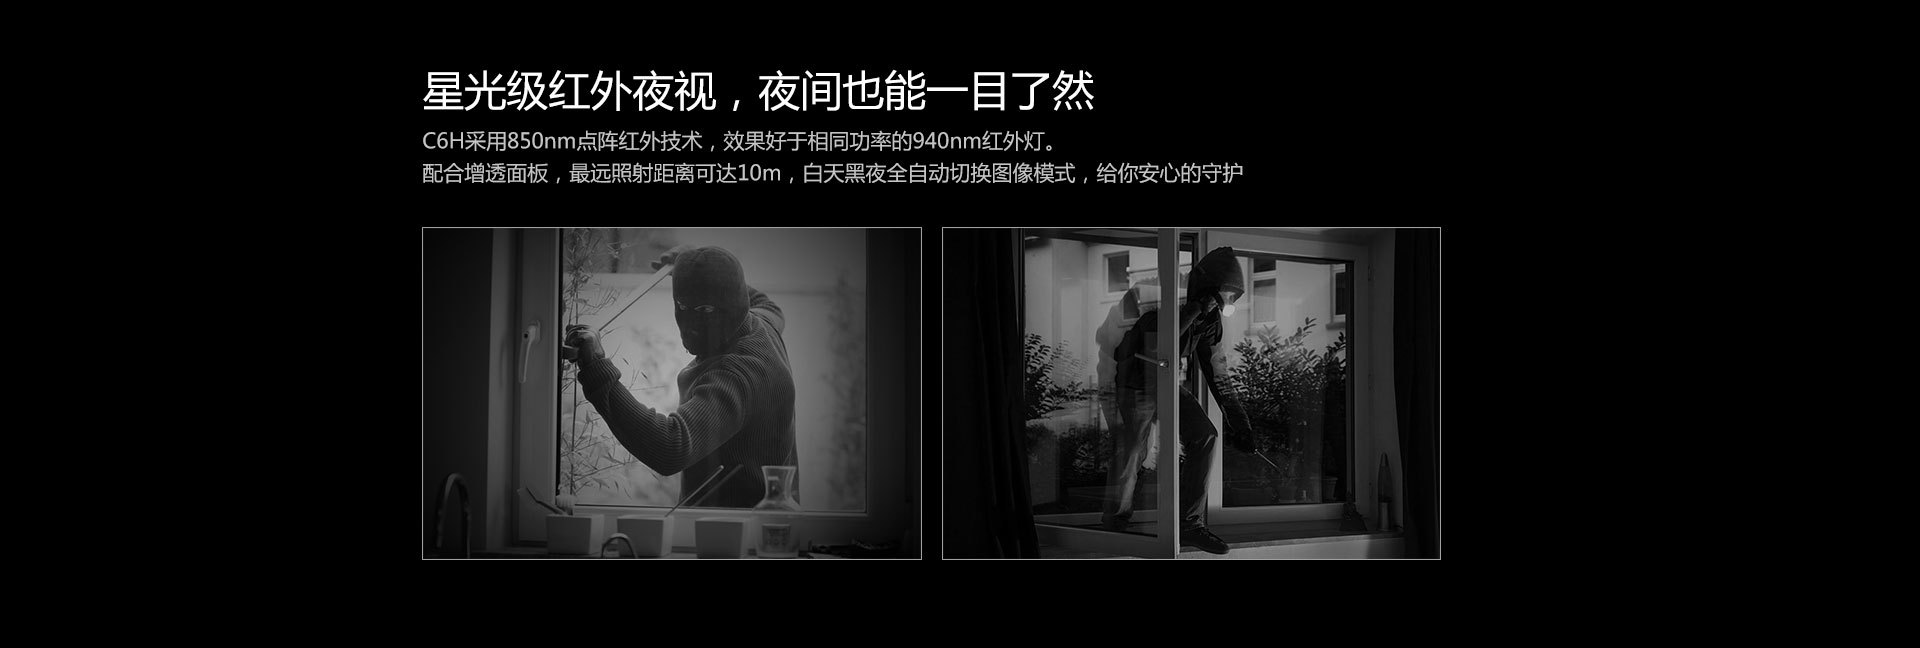 星光级红外夜视，夜间也能一目了然
C6H采用850nm点阵红外技术，效果好于相同功率的940nm红外灯。
配合增透面板，最远照射距离可达10m，白天黑夜全自动切换图像模式，给你安心的守护